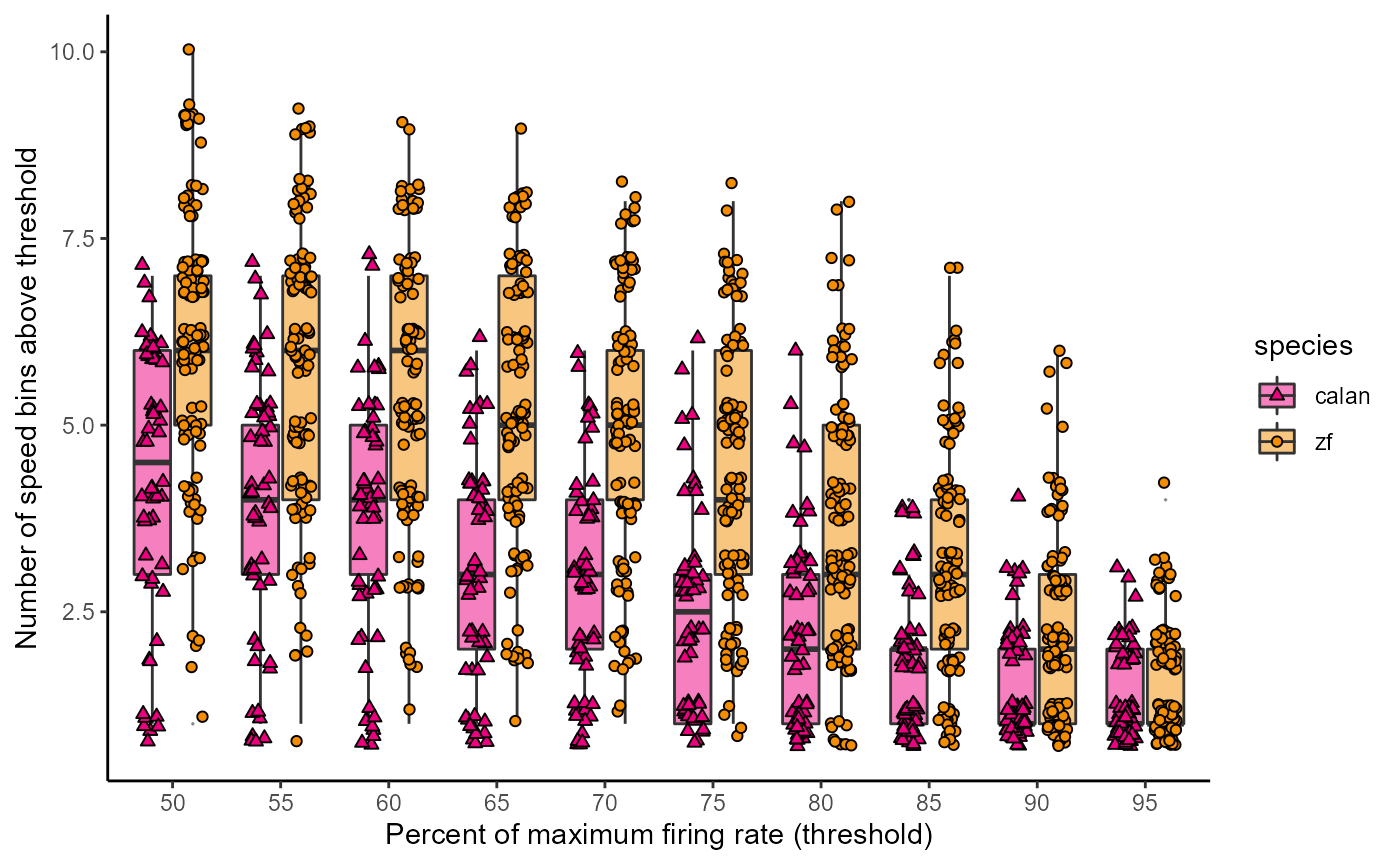 10.0
7.5
5.0
2.5
Number of speed bins above threshold
50 55 60 65 70 75 80 85 90 95
Percent of maximum firing rate (threshold)
species
calan
zf